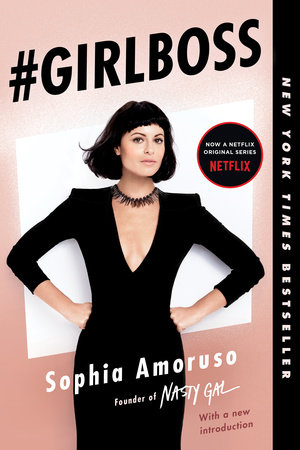 #GIRLBOSS
NOW A NETFLIX
ORIGINAL SERIES
NETFLIX
NEW YORK TIMES BESTSELLER
Sophia Amoruso
Founder of NASTY GAL
With a new
introduction